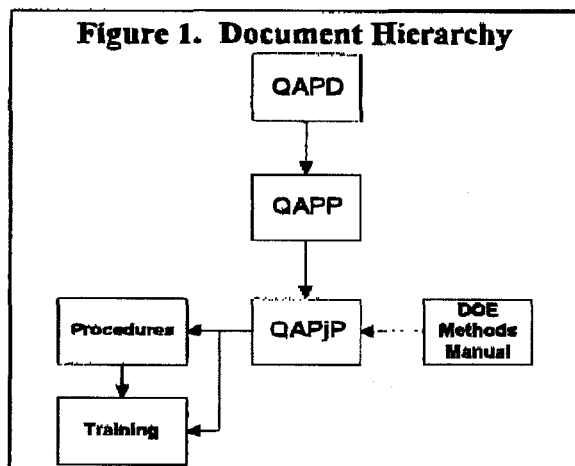 Figure 1. Document Hierarchy
QAPD
QAPP
Procedures
QAPjP
DOE
Methods
Manual
Training